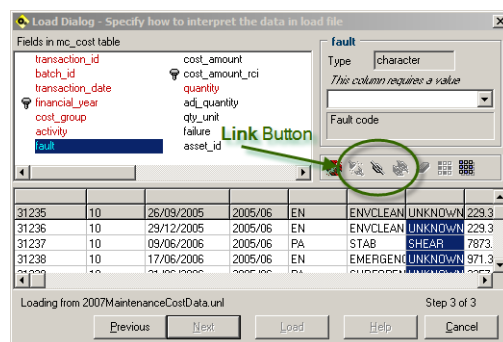 Load Dialog - Specify how to interpret the data in load file
Fields in mc_cost table
transaction_id
batch_id
transaction_date
financial_year
cost_group
activity
fault
cost_amount
cost_amount_rci
quantity
adj_quantity
qty_unit
failure
asset_id
fault
Type character
This column requires a value
Fault code
Link Button
31235 10 26/09/2005 2005/06 EN ENVCLEAN UNKNOWN 229.3
31236 10 29/12/2005 2005/06 EN ENVCLEAN UNKNOWN 229.3
31237 10 09/06/2006 2005/06 PA STAB SHEAR 7873.
31238 10 17/06/2006 2005/06 PA EMERGENC UNKNOWN 971.3
Loading from 2007MaintenanceCostData.unl Step 3 of 3
Previous Next Load Help Cancel